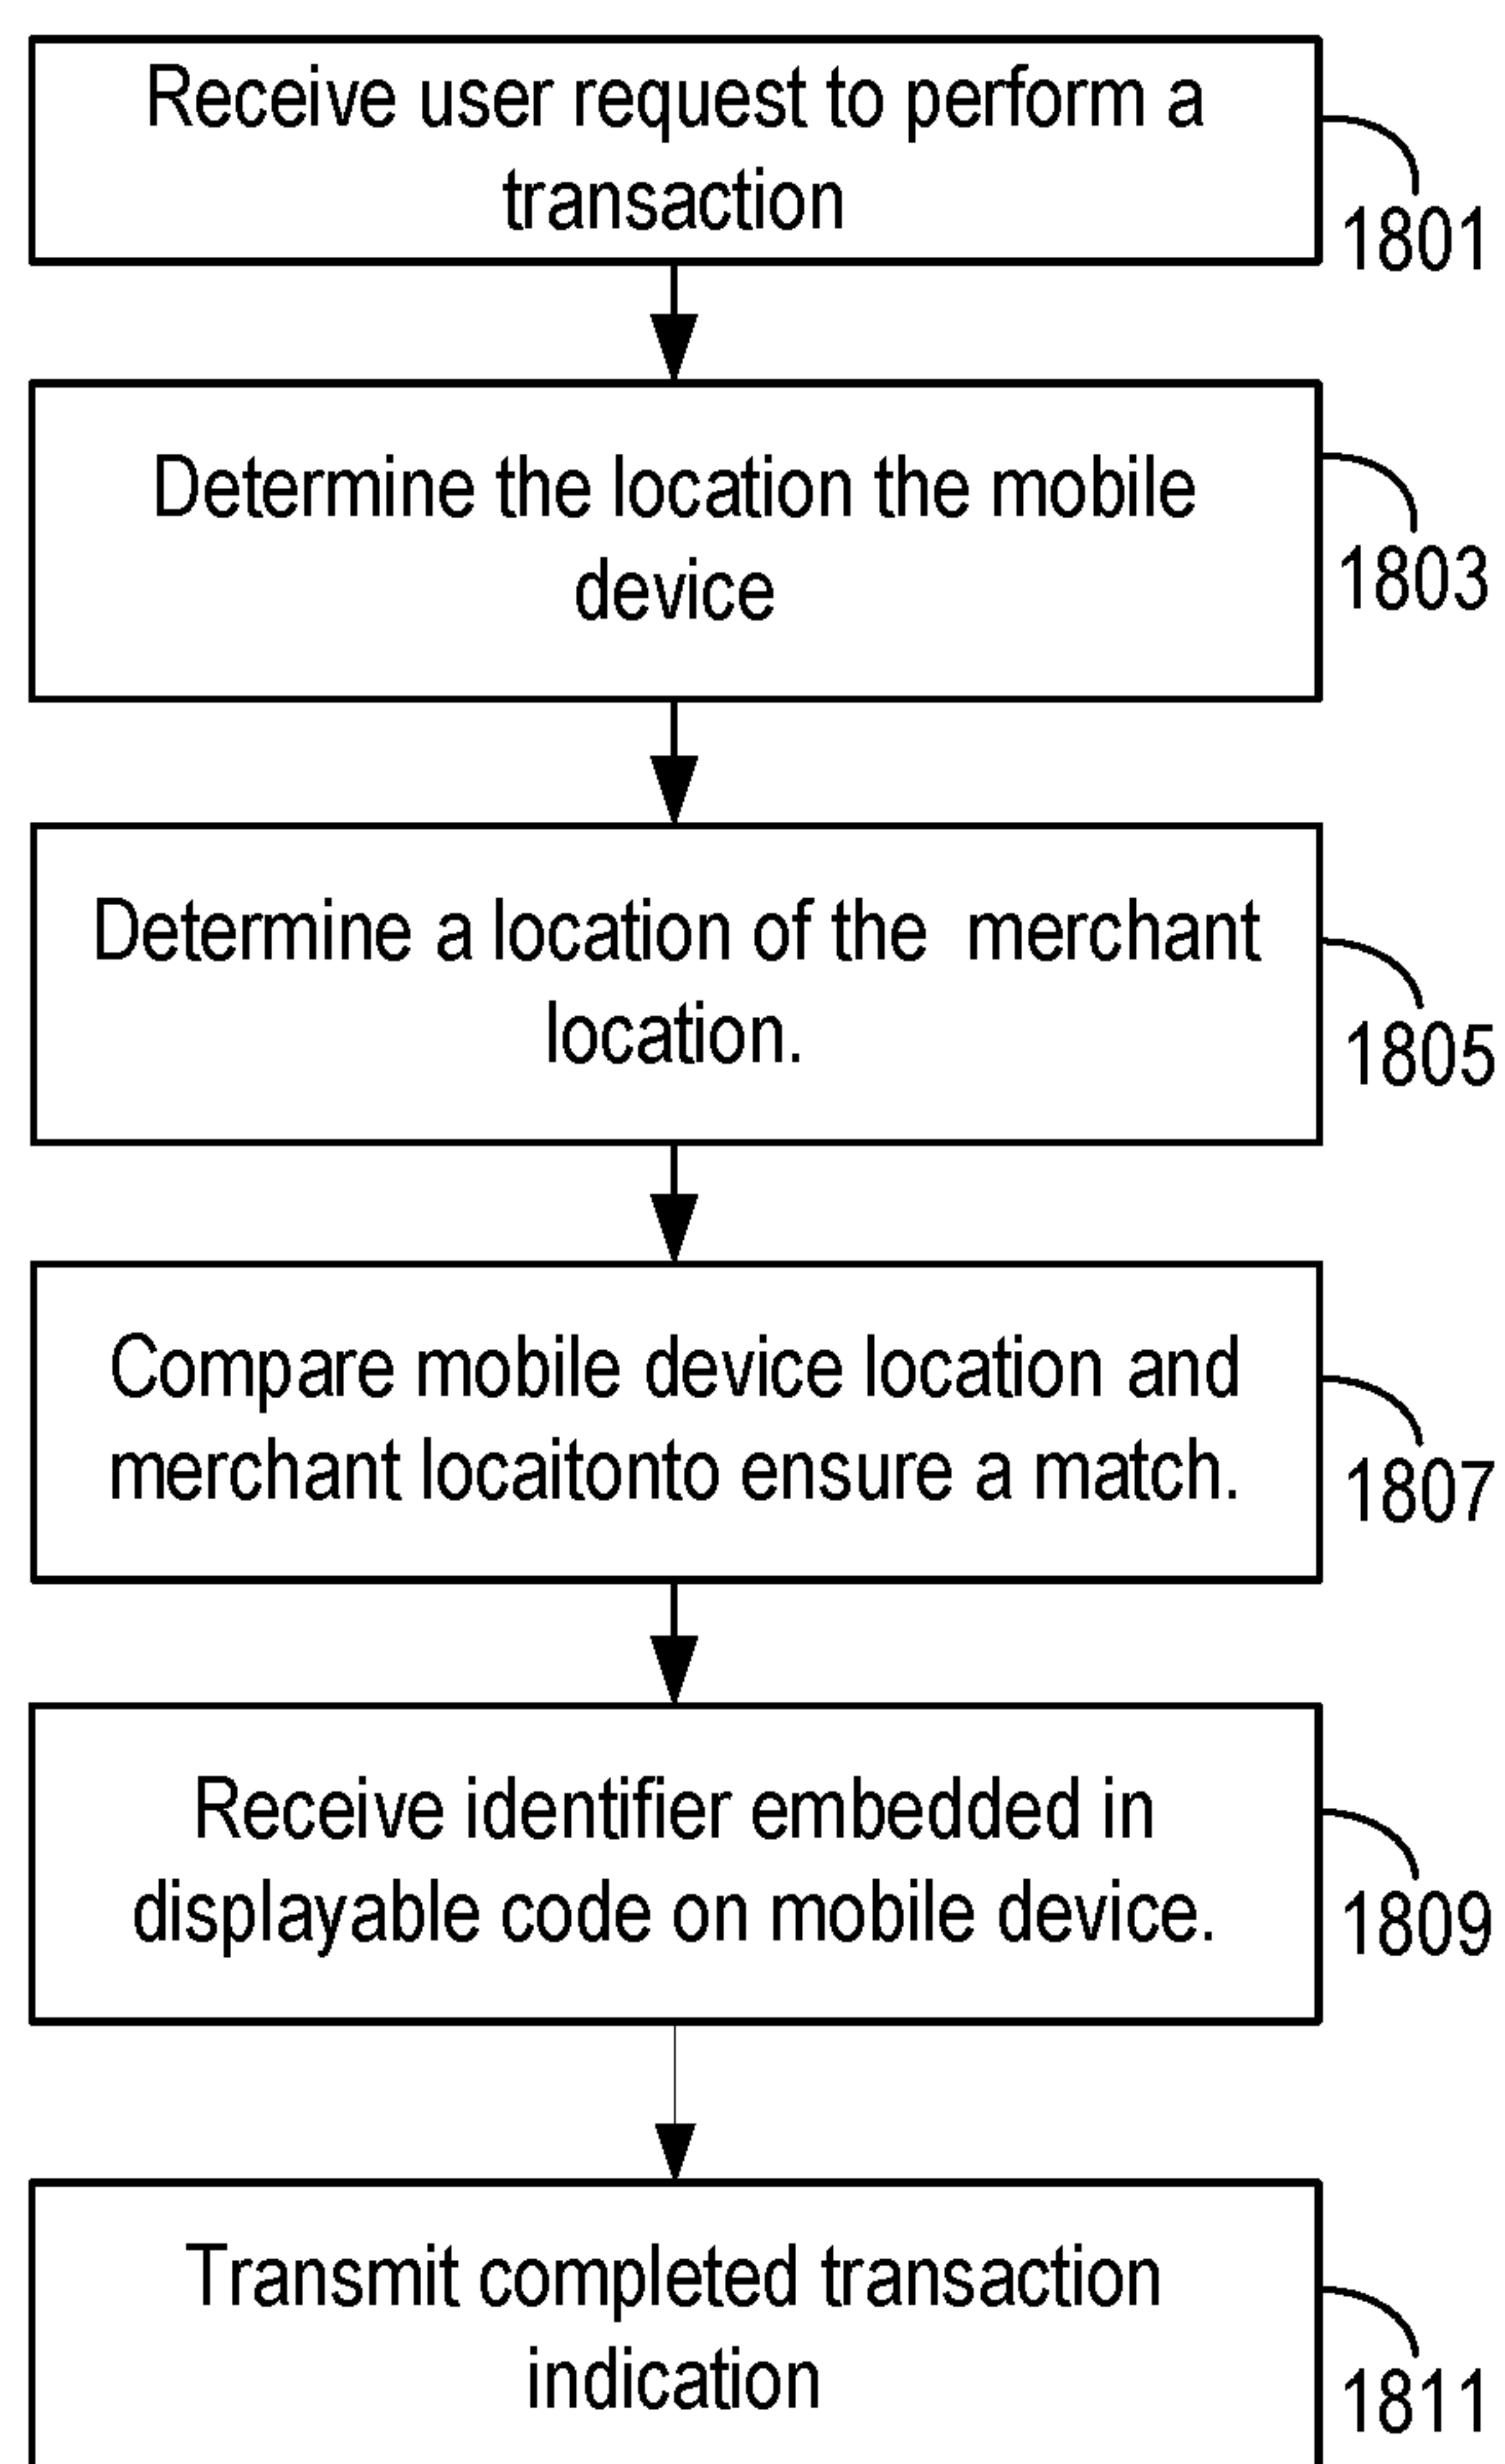 Receive user request to perform a
transaction
1801
Determine the location the mobile
device
1803
Determine a location of the  merchant
location.
1805
Compare mobile device location and
merchant locaitonto ensure a match.
1807
Receive identifier embedded in
displayable code on mobile device.
1809
Transmit completed transaction
indication
1811